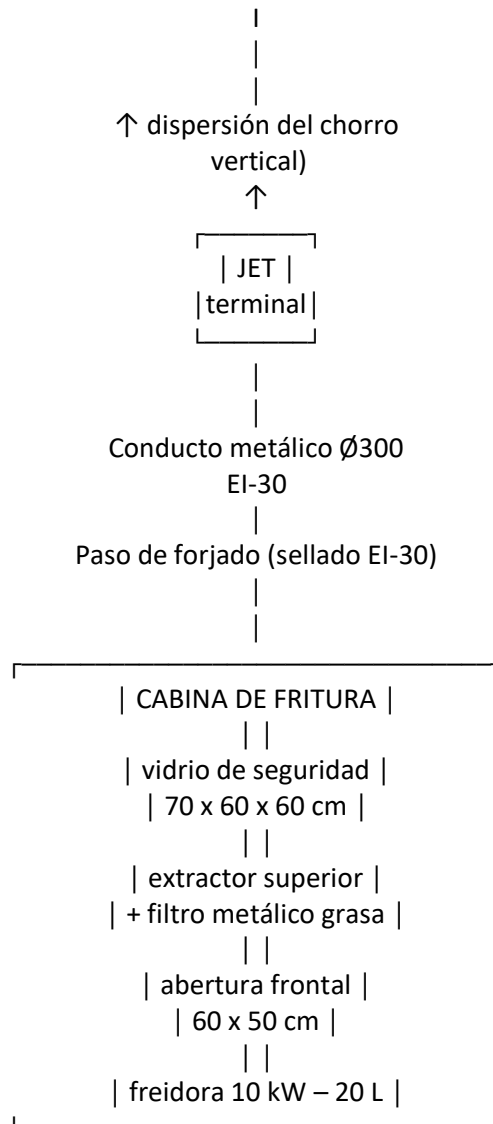 ↑ dispersión del chorro
vertical)
↑
| JET |
|terminal|
Conducto metálico Ø300
EI-30
|
Paso de forjado (sellado EI-30)
|
|
| CABINA DE FRITURA |
| |
| vidrio de seguridad |
| 70 x 60 x 60 cm |
| |
| extractor superior |
| + filtro metálico grasa |
| |
| abertura frontal |
| 60 x 50 cm |
| |
| freidora 10 kW – 20 L |